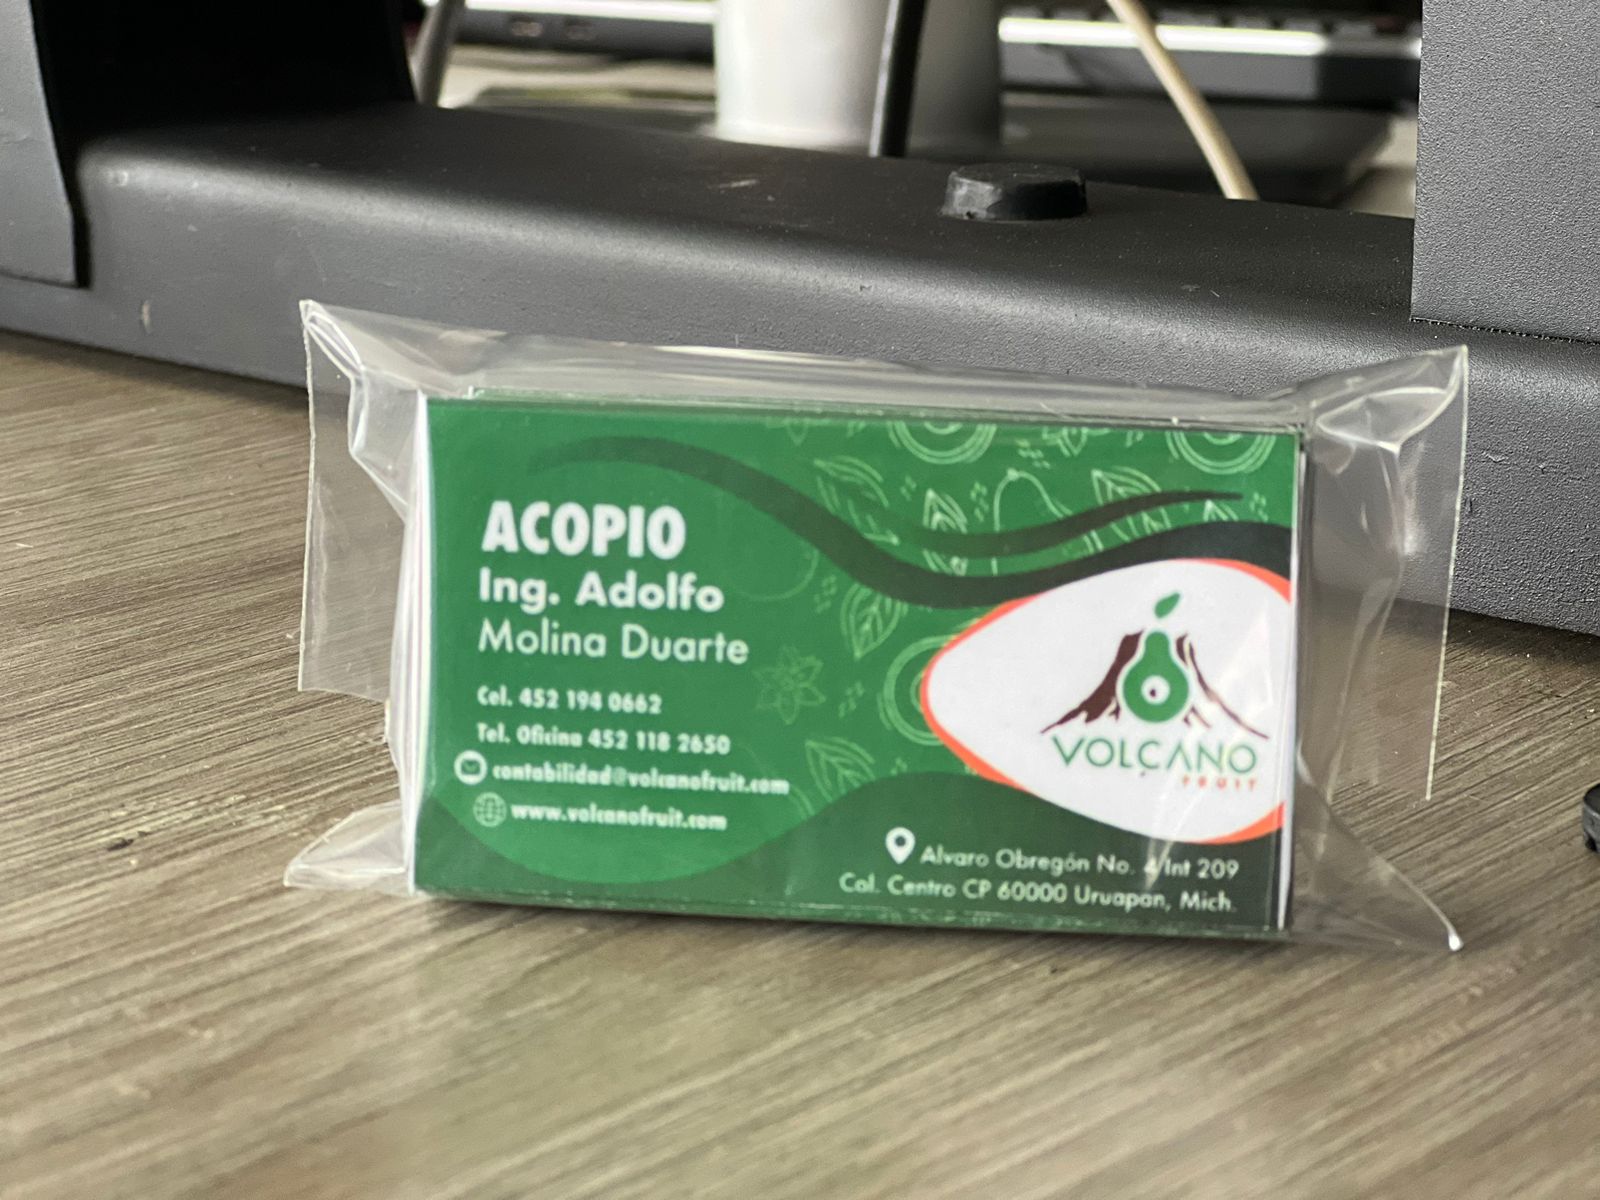 ACOPIO
Ing. Adolfo
Molina Duarte
Cel. 452 194 0662
Tel. Oficina 452 118 2650
contabilidad@volcanofruit.com
www.volcanofruit.com
VOLCANO
FRUIT
Alvaro Obregón No. 4 Int 209
Col. Centro CP 60000 Uruapan, Mich.